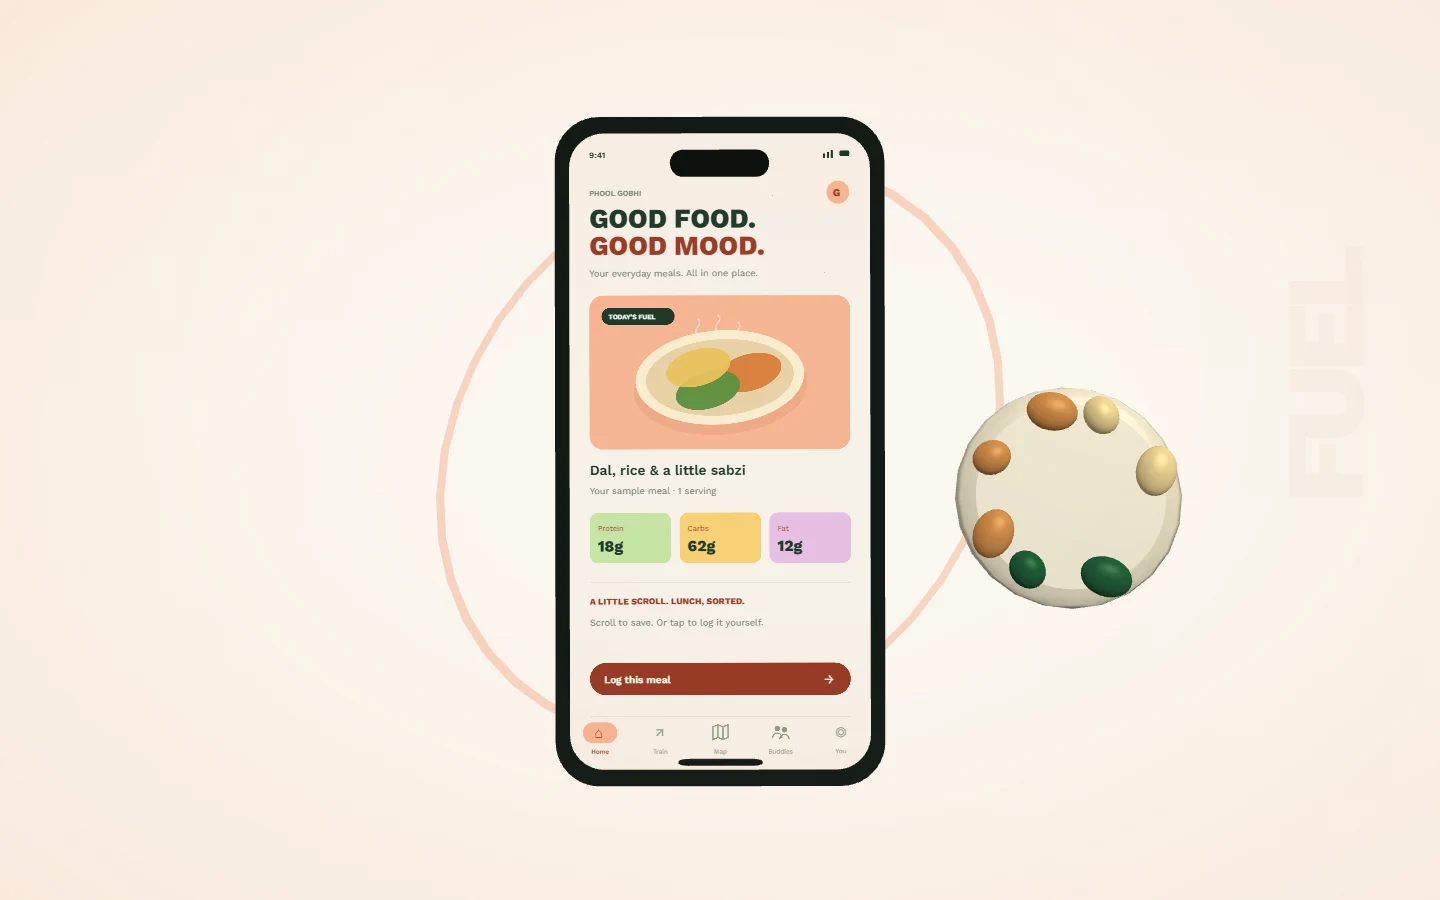 9:41
PHOOL GOBHI
G
GOOD FOOD.
GOOD MOOD.
Your everyday meals. All in one place.
TODAY'S FUEL
Dal, rice & a little sabzi
Your sample meal · 1 serving
Protein
18g
Carbs
62g
Fat
12g
A LITTLE SCROLL. LUNCH, SORTED.
Scroll to save. Or tap to log it yourself.
Log this meal →
Home
Train
Map
Buddies
You
FUEL